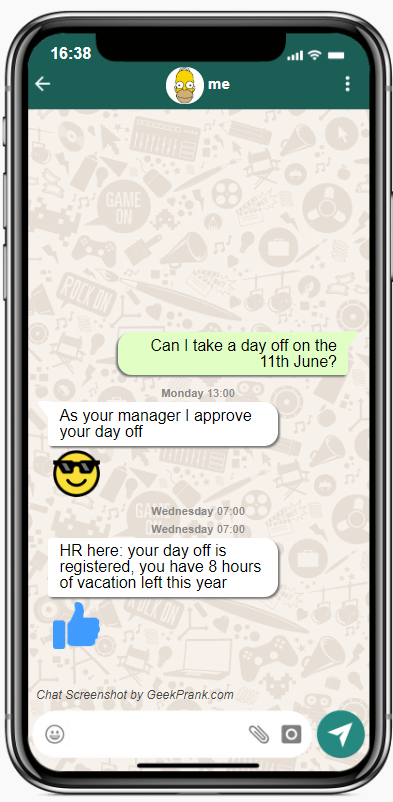 16:38
me
GAME
ON
ROCK ON
Can I take a day off on the
11th June?
Monday 13:00
As your manager I approve
your day off
Wednesday 07:00
Wednesday 07:00
HR here: your day off is
registered, you have 8 hours
of vacation left this year
Chat Screenshot by GeekPrank.com